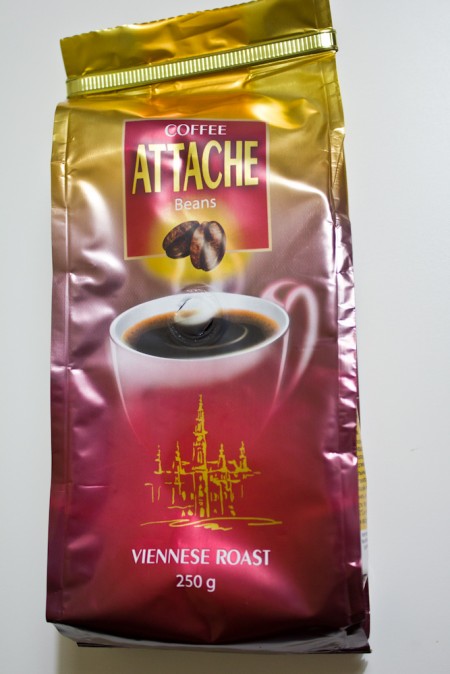 COFFEE
ATTACHE
Beans
VIENNESE ROAST
250 g